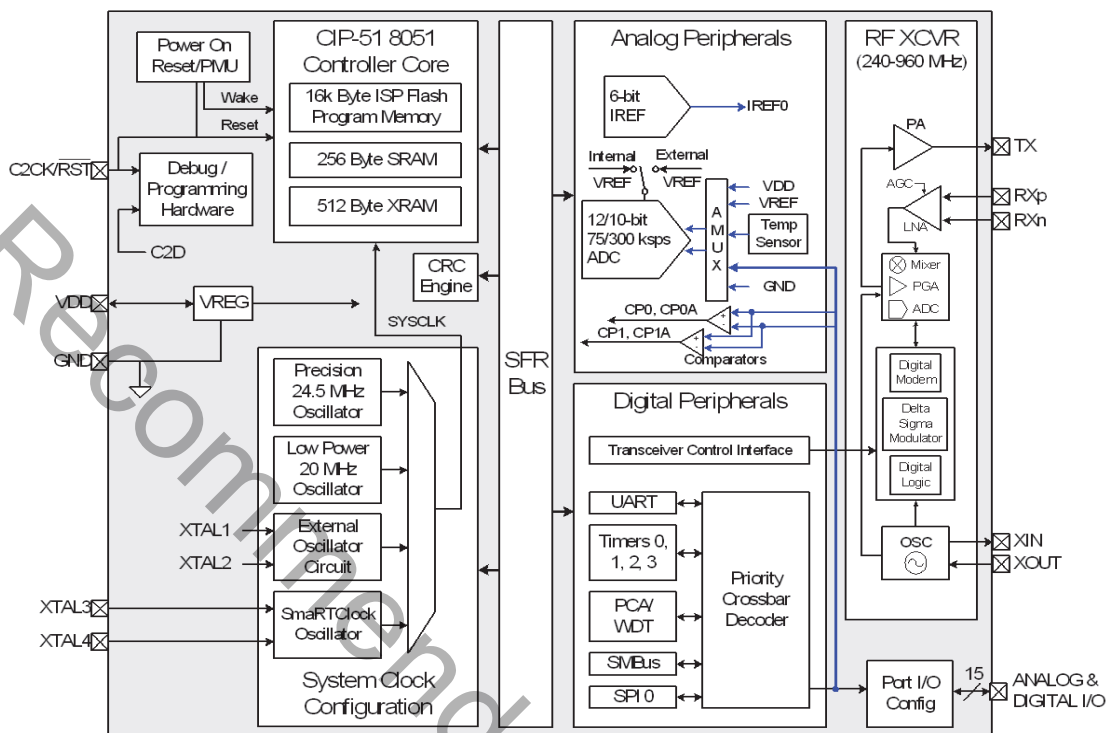 Power On
Reset/PMU
Wake
Reset
C2CK/RST
Debug /
Programming
Hardware
C2D
VDD
VREG
GND
CIP-51 8051
Controller Core
16k Byte ISP Flash
Program Memory
256 Byte SRAM
512 Byte XRAM
CRC
Engine
SYSCLK
Precision
24.5 MHz
Oscillator
Low Power
20 MHz
Oscillator
XTAL1
XTAL2
External
Oscillator
Circuit
XTAL3
XTAL4
SmaRTClock
Oscillator
System Clock
Configuration
SFR
Bus
Analog Peripherals
6-bit
IREF
IREF0
Internal
VREF
External
VREF
12/10-bit
75/300 ksps
ADC
A
M
U
X
VDD
VREF
Temp
Sensor
GND
CP0, CP0A
+
-
CP1, CP1A
+
-
Comparators
Digital Peripherals
Transceiver Control Interface
UART
Timers 0,
1, 2, 3
PCA/
WDT
SMBus
SPI 0
Priority
Crossbar
Decoder
RF XCVR
(240-960 MHz)
PA
TX
AGC
LNA
RXp
RXn
Mixer
PGA
ADC
Digital
Modem
Delta
Sigma
Modulator
Digital
Logic
OSC
XIN
XOUT
Port I/O
Config
15
ANALOG &
DIGITAL I/O
Recommend